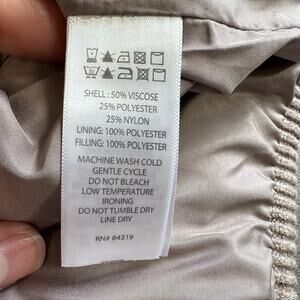 SHELL : 50% VISCOSE
25% POLYESTER
25% NYLON
LINING: 100% POLYESTER
FILLING: 100% POLYESTER
MACHINE WASH COLD
GENTLE CYCLE
DO NOT BLEACH
LOW TEMPERATURE
IRONING
DO NOT TUMBLE DRY
LINE DRY
RN# 84319